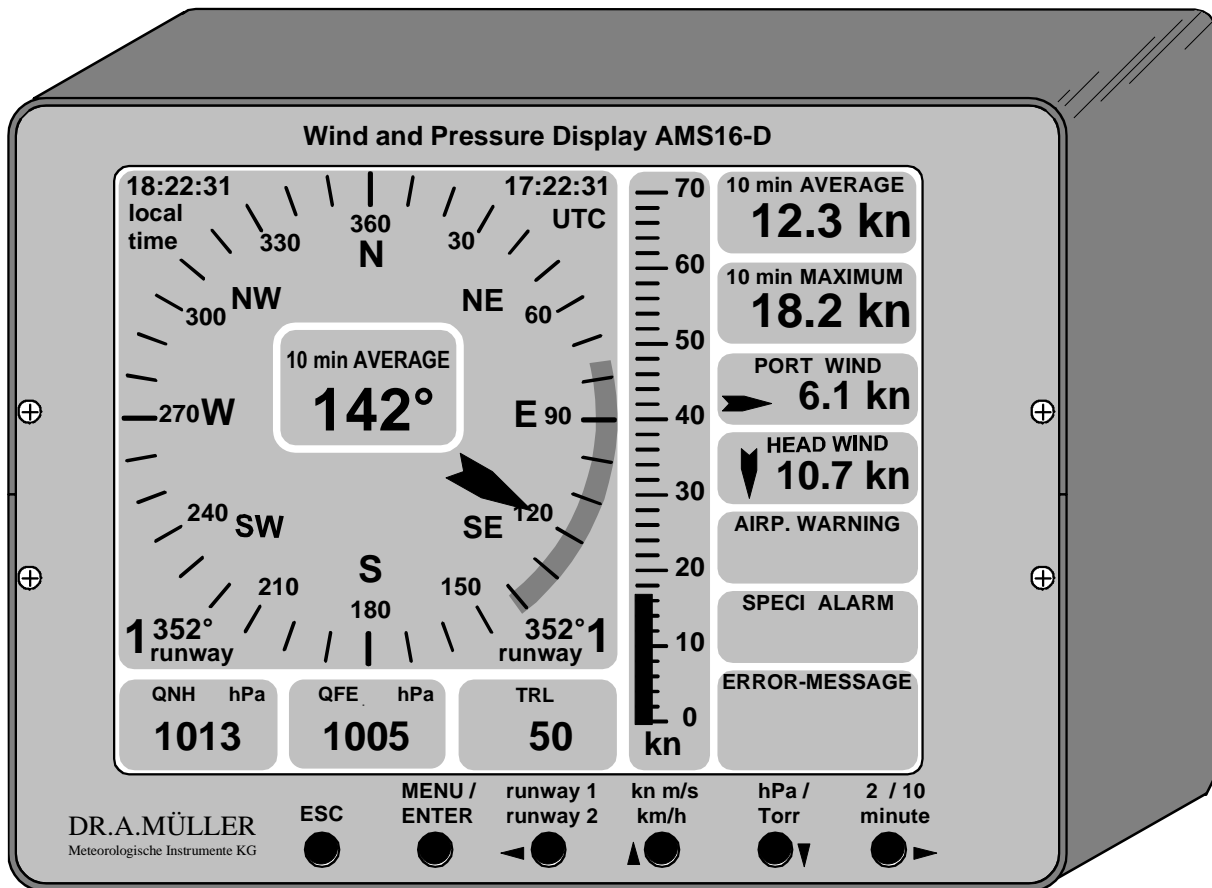 Wind and Pressure Display AMS16-D
18:22:31
local
time
17:22:31
UTC
360
N
30
NE
60
E 90
120
SE
150
S
180
210
SW
240
270 W
300
NW
330
10 min AVERAGE
142°
1 352°
runway
352° 1
runway
70
60
50
40
30
20
10
0
kn
10 min AVERAGE
12.3 kn
10 min MAXIMUM
18.2 kn
PORT WIND
6.1 kn
HEAD WIND
10.7 kn
AIRP. WARNING
SPECI ALARM
ERROR-MESSAGE
QNH hPa
1013
QFE hPa
1005
TRL
50
DR.A.MÜLLER
Meteorologische Instrumente KG
ESC
MENU /
ENTER
runway 1
runway 2
kn m/s
km/h
hPa /
Torr
2 / 10
minute